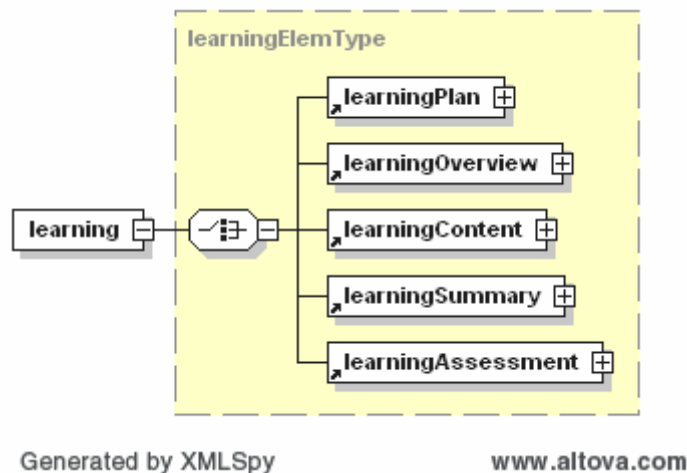 learningElemType
learningPlan
learningOverview
learning
learningContent
learningSummary
learningAssessment
Generated by XMLSpy
www.altova.com